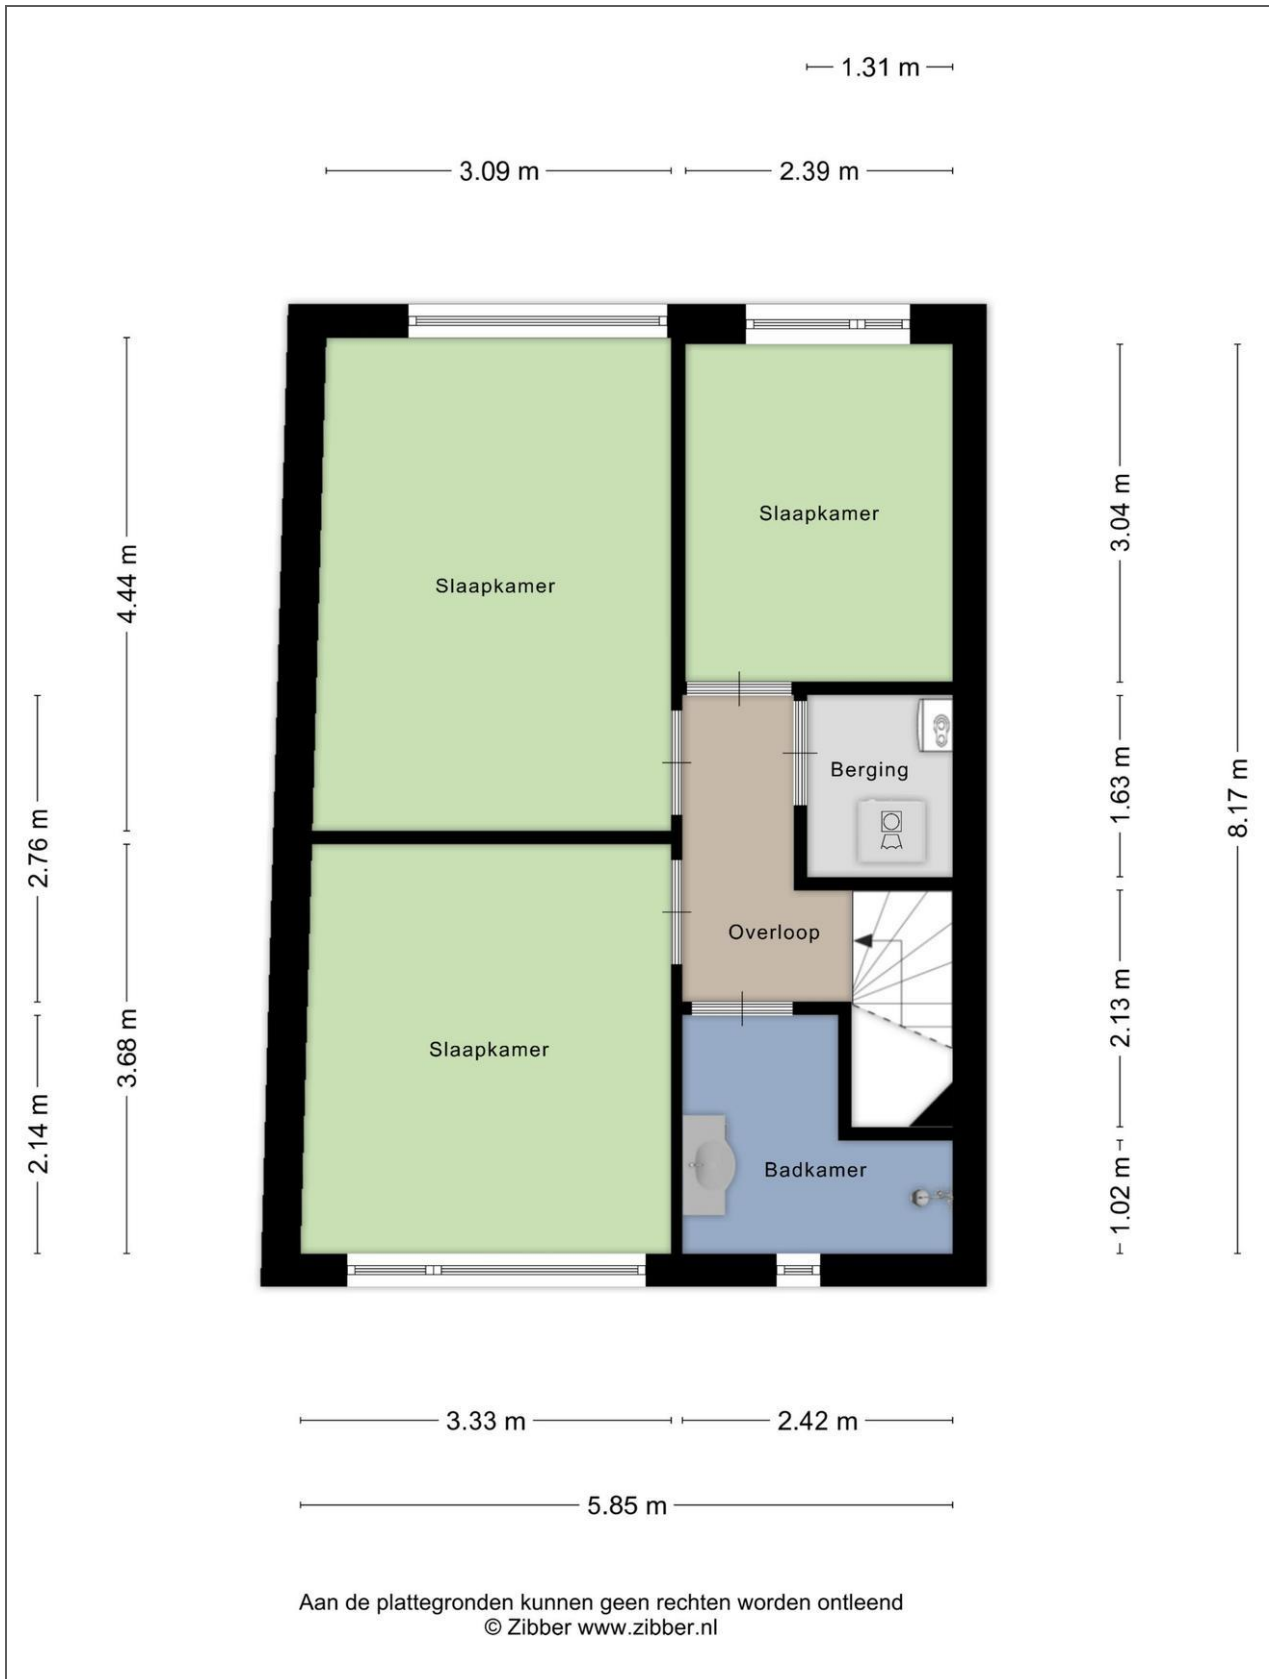 1.31 m
3.09 m
2.39 m
Slaapkamer
3.04 m
4.44 m
Slaapkamer
8.17 m
Berging
1.63 m
2.76 m
Overloop
2.13 m
3.68 m
Slaapkamer
2.14 m
Badkamer
1.02 m
3.33 m
2.42 m
5.85 m
Aan de plattegronden kunnen geen rechten worden ontleend
© Zibber www.zibber.nl